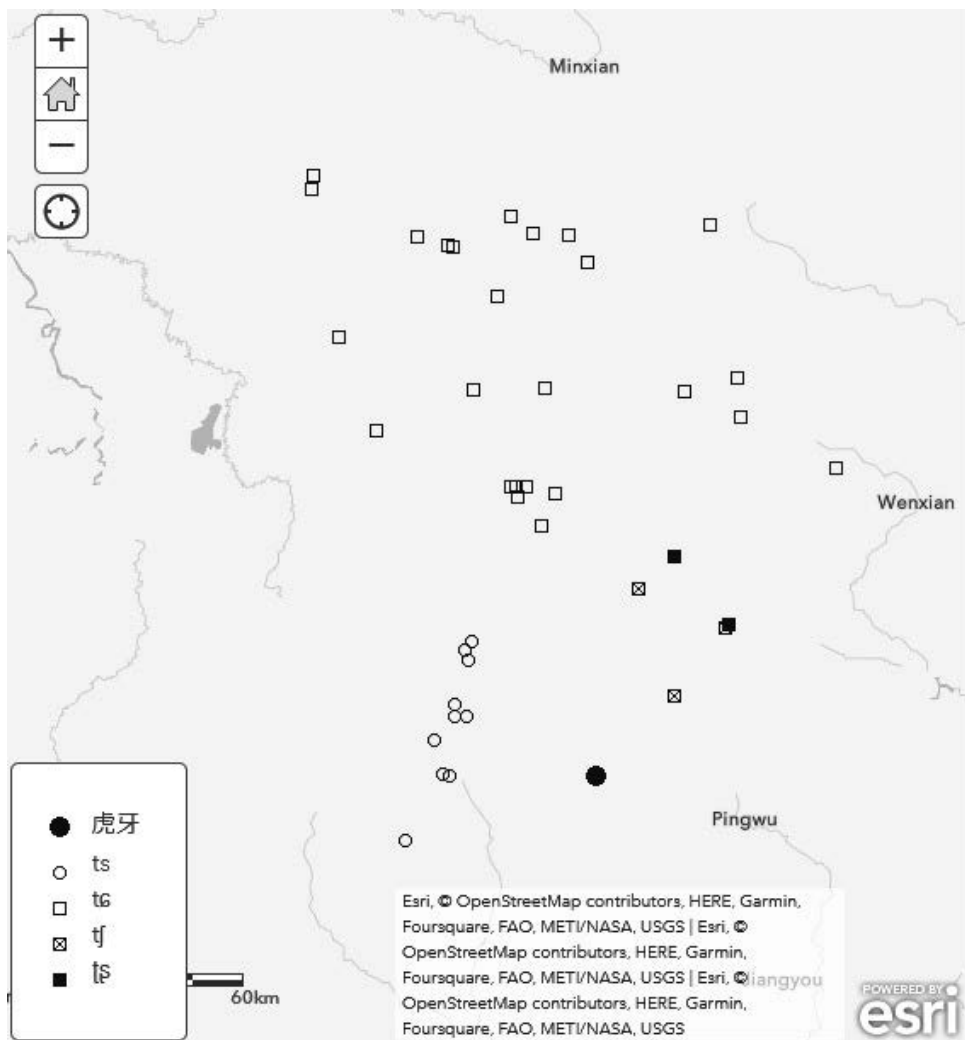 +
−
Minxian
Wenxian
Pingwu
虎牙
ts
tɕ
tʃ
tʂ
60km
Esri, © OpenStreetMap contributors, HERE, Garmin,
Foursquare, FAO, METI/NASA, USGS | Esri, ©
OpenStreetMap contributors, HERE, Garmin,
Foursquare, FAO, METI/NASA, USGS | Esri, ©
OpenStreetMap contributors, HERE, Garmin,
Foursquare, FAO, METI/NASA, USGS
Jiangyou
POWERED BY
esri